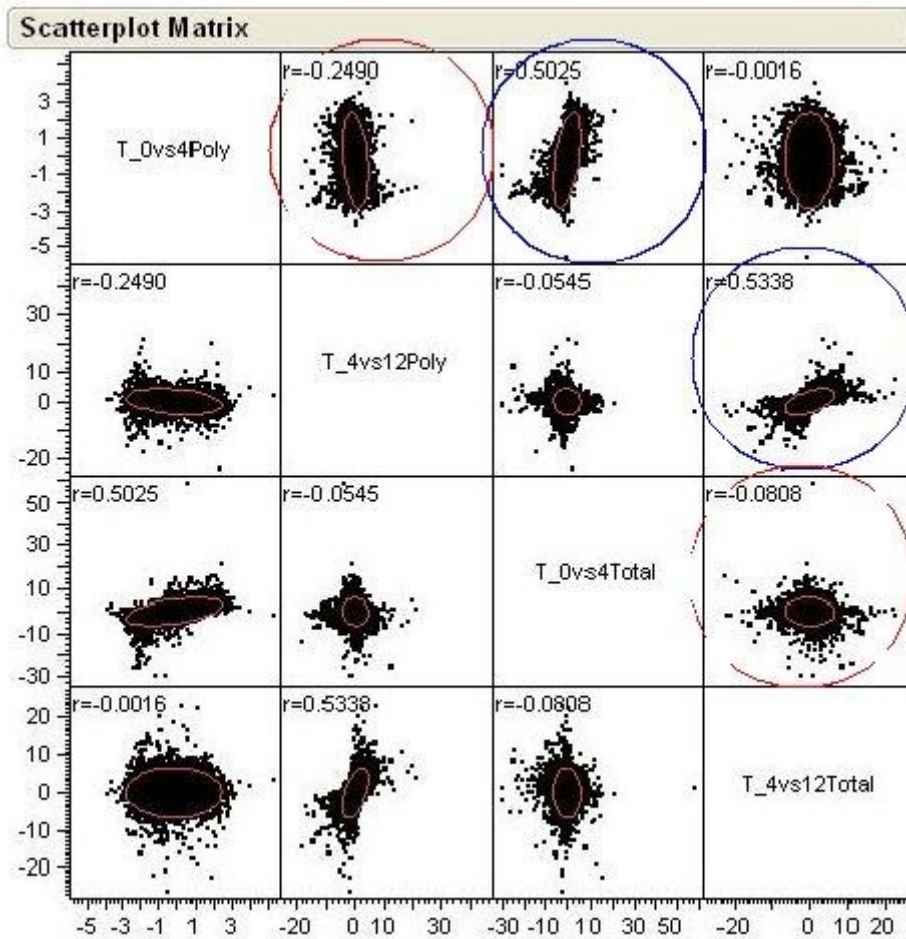 Scatterplot Matrix
T_0vs4Poly
r=-0.2490
r=0.5025
r=-0.0016
3
1
-1
-3
-5
r=-0.2490
T_4vs12Poly
r=-0.0545
r=0.5338
30
10
0
-20
r=0.5025
r=-0.0545
T_0vs4Total
r=-0.0808
50
30
10
-10
-30
r=-0.0016
r=0.5338
r=-0.0808
T_4vs12Total
20
10
0
-10
-20
-5 -3 -1 1 3 -20 0 10 30 -30 -10 10 30 50 -20 0 10 20